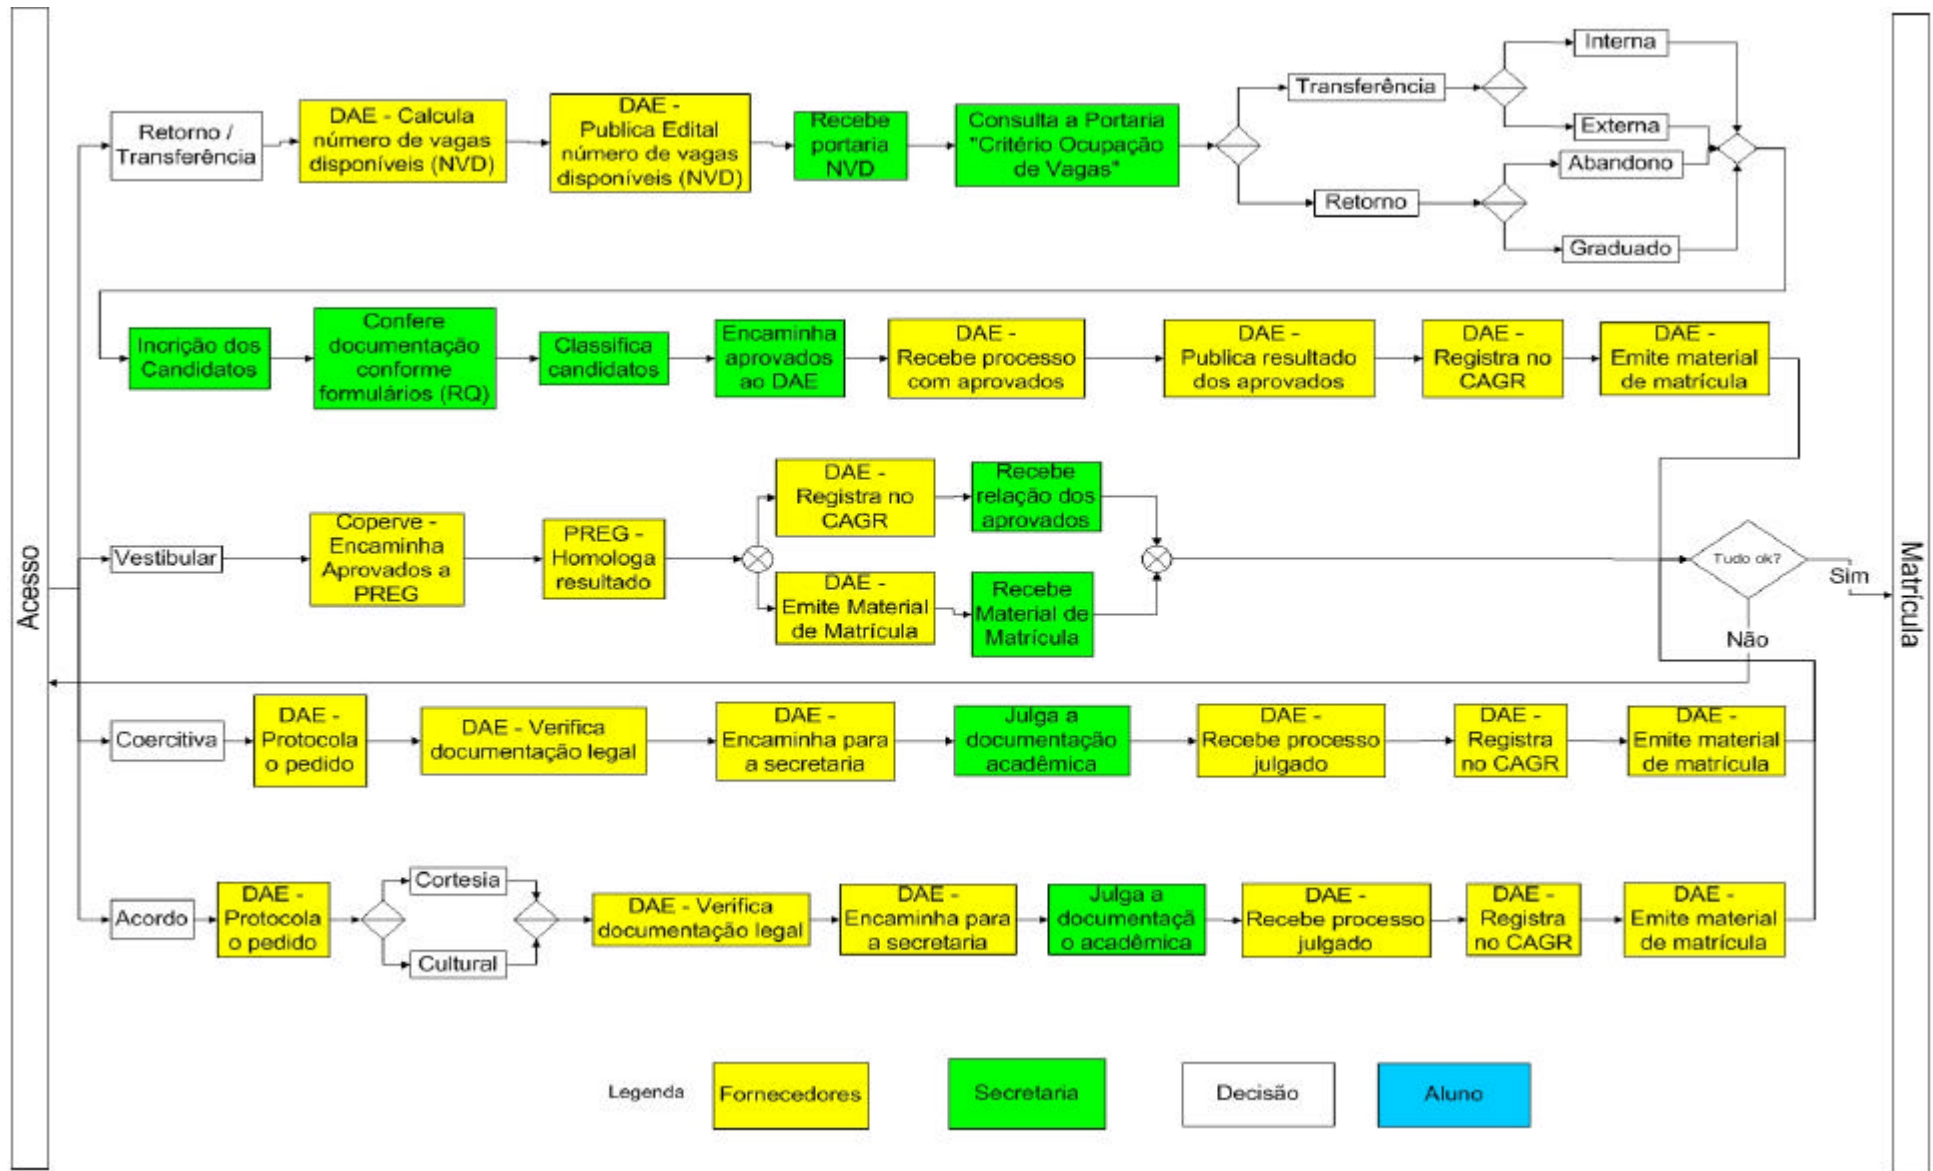 Acesso
Retorno /
Transferência
DAE - Calcula
número de vagas
disponíveis (NVD)
DAE -
Publica Edital
número de vagas
disponíveis (NVD)
Recebe
portaria
NVD
Consulta a Portaria
"Critério Ocupação
de Vagas"
Transferência
Interna
Externa
Retorno
Abandono
Graduado
Incrição dos
Candidatos
Confere
documentação
conforme
formulários (RQ)
Classifica
candidatos
Encaminha
aprovados
ao DAE
DAE -
Recebe processo
com aprovados
DAE -
Publica resultado
dos aprovados
DAE -
Registra no
CAGR
DAE -
Emite material
de matrícula
Vestibular
Coperve -
Encaminha
Aprovados a
PREG
PREG -
Homologa
resultado
DAE -
Registra no
CAGR
Recebe
relação dos
aprovados
DAE -
Emite Material
de Matrícula
Recebe
Material de
Matrícula
Tudo ok?
Sim
Não
Matrícula
Coercitiva
DAE -
Protocola
o pedido
DAE - Verifica
documentação legal
DAE -
Encaminha para
a secretaria
Julga a
documentação
acadêmica
DAE -
Recebe processo
julgado
DAE -
Registra
no CAGR
DAE -
Emite material
de matrícula
Acordo
DAE -
Protocola
o pedido
Cortesia
Cultural
DAE - Verifica
documentação legal
DAE -
Encaminha para
a secretaria
Julga a
documentaçã
o acadêmica
DAE -
Recebe processo
julgado
DAE -
Registra
no CAGR
DAE -
Emite material
de matrícula
Legenda
Fornecedores
Secretaria
Decisão
Aluno